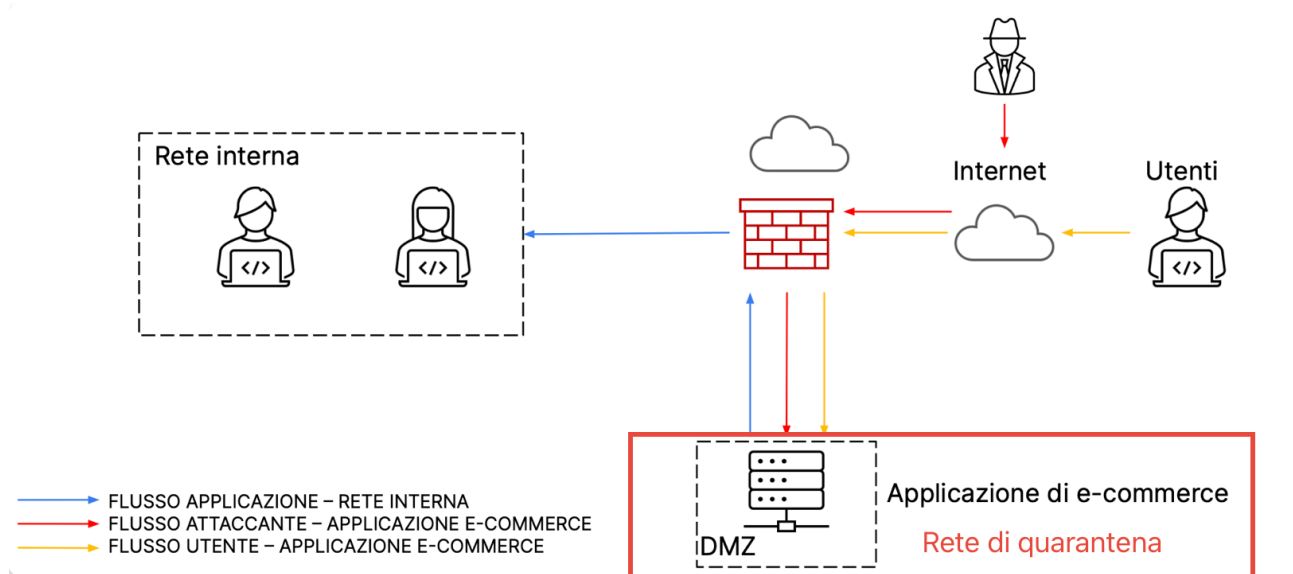 Rete interna
Internet
Utenti
</>
</>
</>
Applicazione di e-commerce
DMZ
Rete di quarantena
FLUSSO APPLICAZIONE – RETE INTERNA
FLUSSO ATTACCANTE – APPLICAZIONE E-COMMERCE
FLUSSO UTENTE – APPLICAZIONE E-COMMERCE